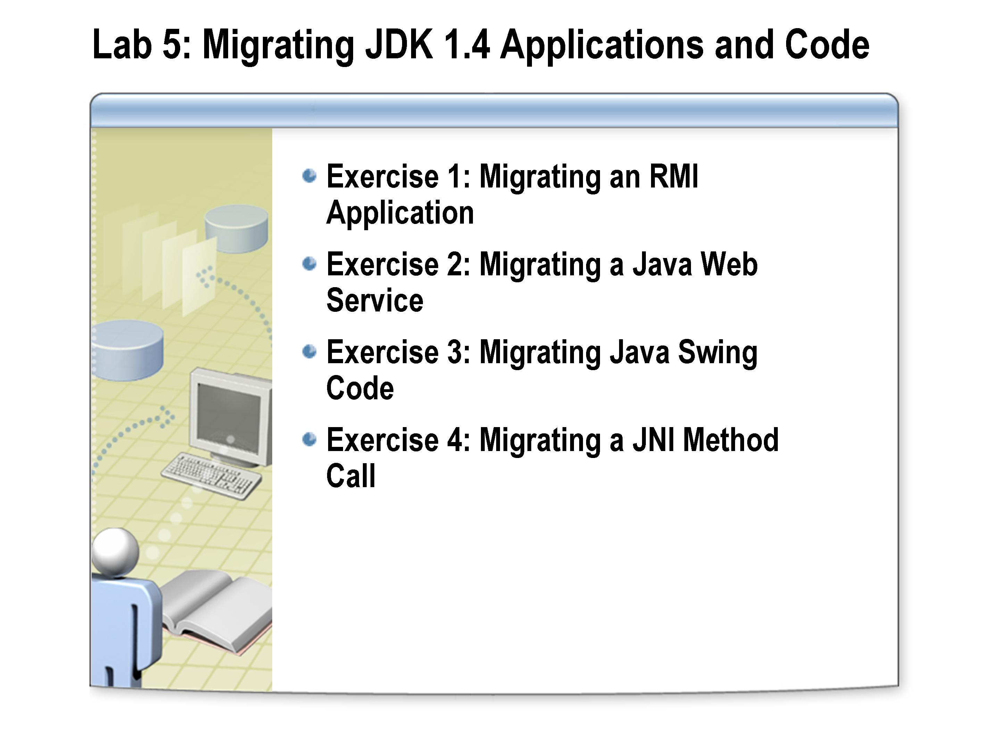 Lab 5: Migrating JDK 1.4 Applications and Code
Exercise 1: Migrating an RMI
Application
Exercise 2: Migrating a Java Web
Service
Exercise 3: Migrating Java Swing
Code
Exercise 4: Migrating a JNI Method
Call